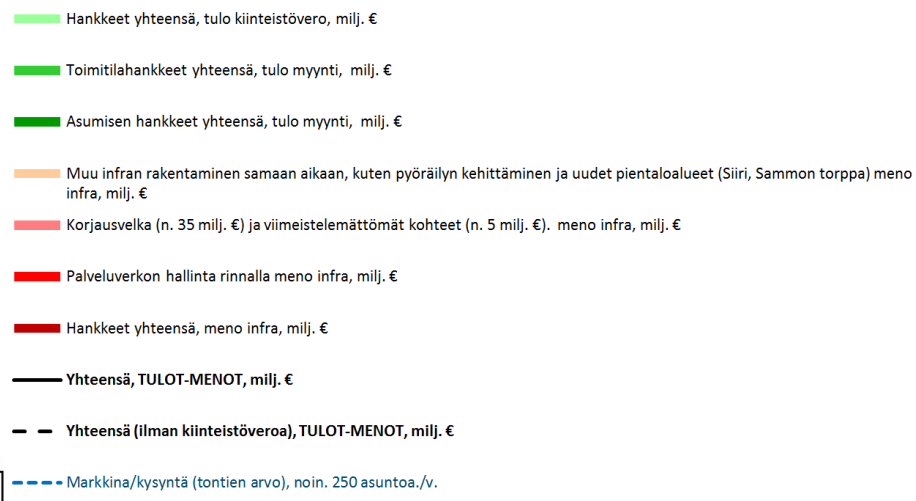 Hankkeet yhteensä, tulo kiinteistövero, milj. €
Toimitilahankkeet yhteensä, tulo myynti, milj. €
Asumisen hankkeet yhteensä, tulo myynti, milj. €
Muu infran rakentaminen samaan aikaan, kuten pyöräilyn kehittäminen ja uudet pientaloalueet (Siiri, Sammon torppa) meno
infra, milj. €
Korjausvelka (n. 35 milj. €) ja viimeistelemättömät kohteet (n. 5 milj. €). meno infra, milj. €
Palveluverkon hallinta rinnalla meno infra, milj. €
Hankkeet yhteensä, meno infra, milj. €
Yhteensä, TULOT-MENOT, milj. €
Yhteensä (ilman kiinteistöveroa), TULOT-MENOT, milj. €
Markkina/kysyntä (tontien arvo), noin. 250 asuntoa./v.